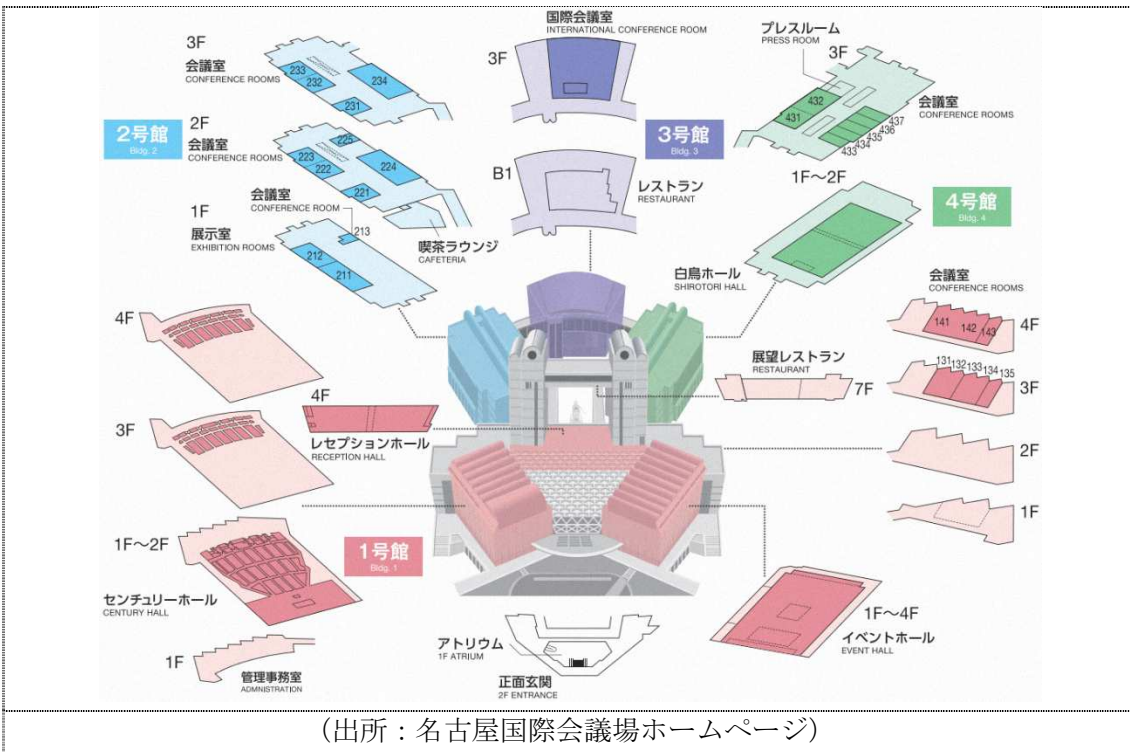 3F
会議室
CONFERENCE ROOMS
233
232
234
231
2号館
Bldg. 2
2F
会議室
CONFERENCE ROOMS
225
223
222
224
221
会議室
CONFERENCE ROOM
213
1F
展示室
EXHIBITION ROOMS
212
211
喫茶ラウンジ
CAFETERIA
国際会議室
INTERNATIONAL CONFERENCE ROOM
3F
3号館
Bldg. 3
B1
レストラン
RESTAURANT
プレスルーム
PRESS ROOM
3F
432
431
会議室
CONFERENCE ROOMS
437
436
435
434
433
1F～2F
4号館
Bldg. 4
白鳥ホール
SHIROTORI HALL
会議室
CONFERENCE ROOMS
141
142
143
4F
131
132
133
134
135
3F
2F
1F
展望レストラン
RESTAURANT
7F
4F
4F
レセプションホール
RECEPTION HALL
3F
1F～2F
1号館
Bldg. 1
センチュリーホール
CENTURY HALL
1F
管理事務室
ADMNISTRATION
アトリウム
1F ATRIUM
正面玄関
2F ENTRANCE
1F～4F
イベントホール
EVENT HALL
(出所：名古屋国際会議場ホームページ)